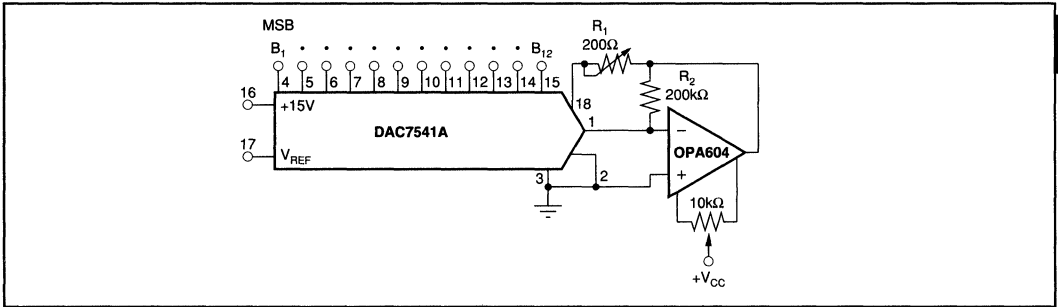 MSB
B1 · · · · · · · · · · B12
4 5 6 7 8 9 10 11 12 13 14 15
R1
200Ω
R2
200kΩ
16
+15V
18
1
DAC7541A
17
VREF
−
OPA604
+
3
2
10kΩ
+VCC